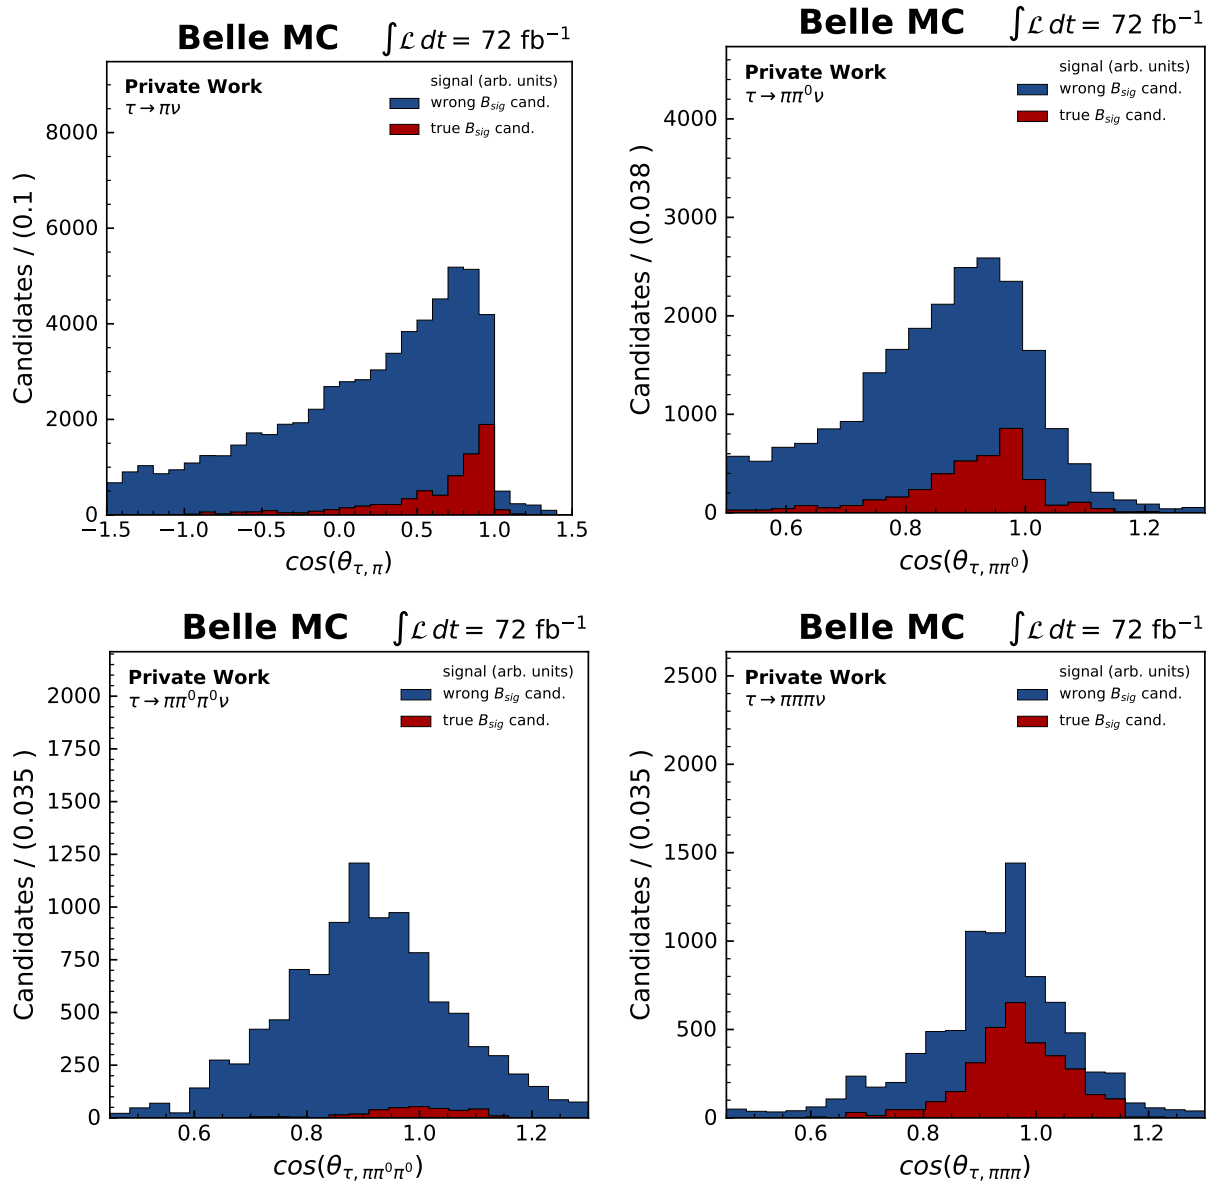 Belle MC ∫ℒ dt = 72 fb⁻¹
Private Work
τ → πν
signal (arb. units)
wrong B_sig cand.
true B_sig cand.
Candidates / (0.1 )
8000
6000
4000
2000
0
−1.5 −1.0 −0.5 0.0 0.5 1.0 1.5
cos(θ_τ, π)
Belle MC ∫ℒ dt = 72 fb⁻¹
Private Work
τ → ππ⁰ν
signal (arb. units)
wrong B_sig cand.
true B_sig cand.
Candidates / (0.038 )
4000
3000
2000
1000
0
0.6 0.8 1.0 1.2
cos(θ_τ, ππ⁰)
Belle MC ∫ℒ dt = 72 fb⁻¹
Private Work
τ → ππ⁰π⁰ν
signal (arb. units)
wrong B_sig cand.
true B_sig cand.
Candidates / (0.035 )
2000
1750
1500
1250
1000
750
500
250
0
0.6 0.8 1.0 1.2
cos(θ_τ, ππ⁰π⁰)
Belle MC ∫ℒ dt = 72 fb⁻¹
Private Work
τ → πππν
signal (arb. units)
wrong B_sig cand.
true B_sig cand.
Candidates / (0.035 )
2500
2000
1500
1000
500
0
0.6 0.8 1.0 1.2
cos(θ_τ, πππ)